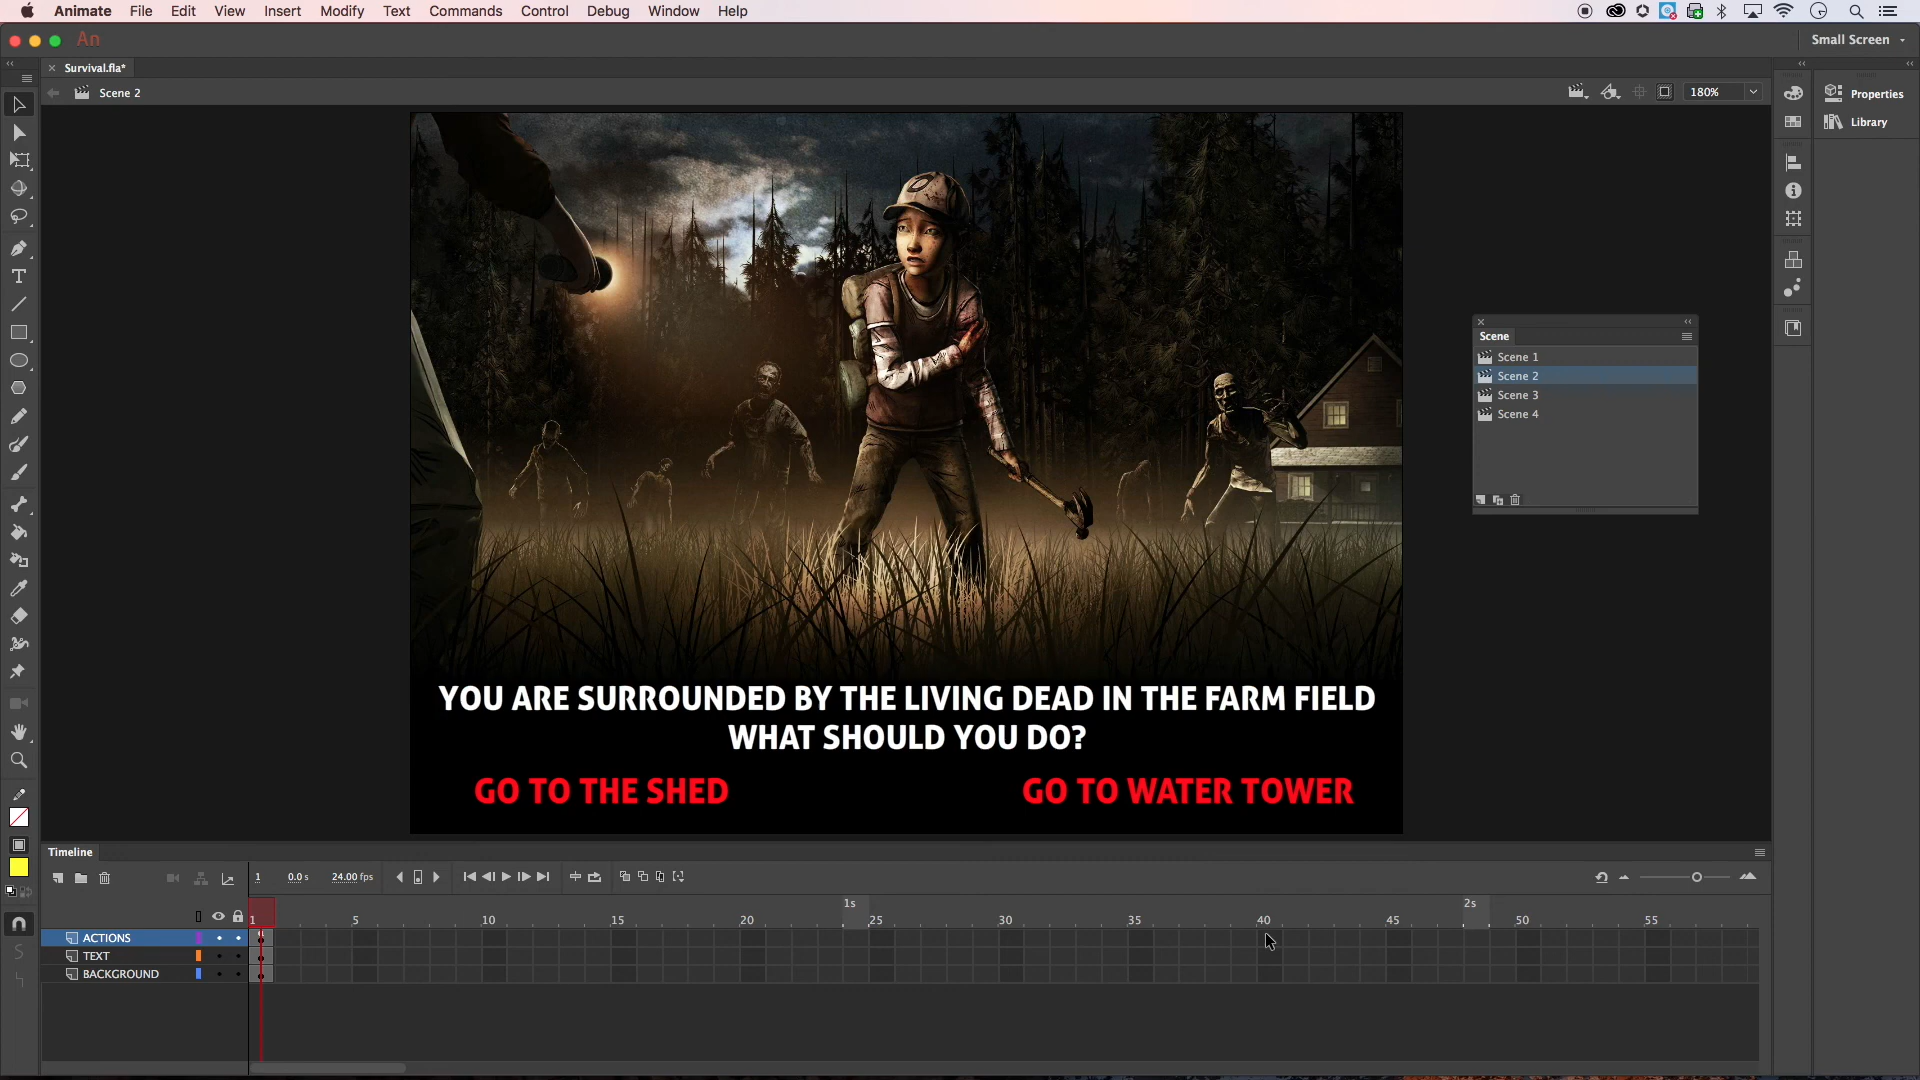 Animate File Edit View Insert Modify Text Commands Control Debug Window Help
An
Small Screen
Survival.fla*
Scene 2
180%
Properties
Library
Scene
Scene 1
Scene 2
Scene 3
Scene 4
YOU ARE SURROUNDED BY THE LIVING DEAD IN THE FARM FIELD
WHAT SHOULD YOU DO?
GO TO THE SHED
GO TO WATER TOWER
Timeline
1 0.0 s 24.00 fps
1s 2s
1 5 10 15 20 25 30 35 40 45 50 55
ACTIONS
TEXT
BACKGROUND